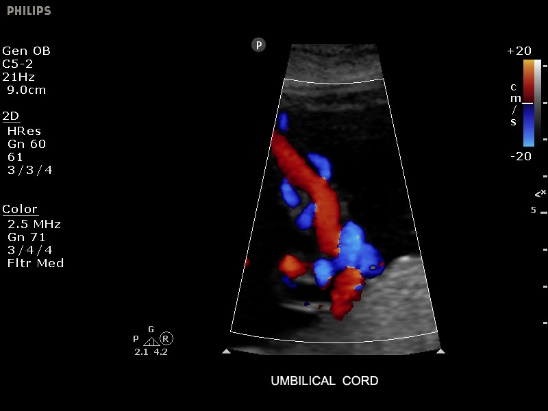 PHILIPS
Gen OB
C5-2
21Hz
9.0cm
2D
HRes
Gn 60
61
3/3/4
Color
2.5 MHz
Gn 71
3/4/4
Fltr Med
P
+20
cm/s
-20
5
G
P R
2.1 4.2
UMBILICAL CORD